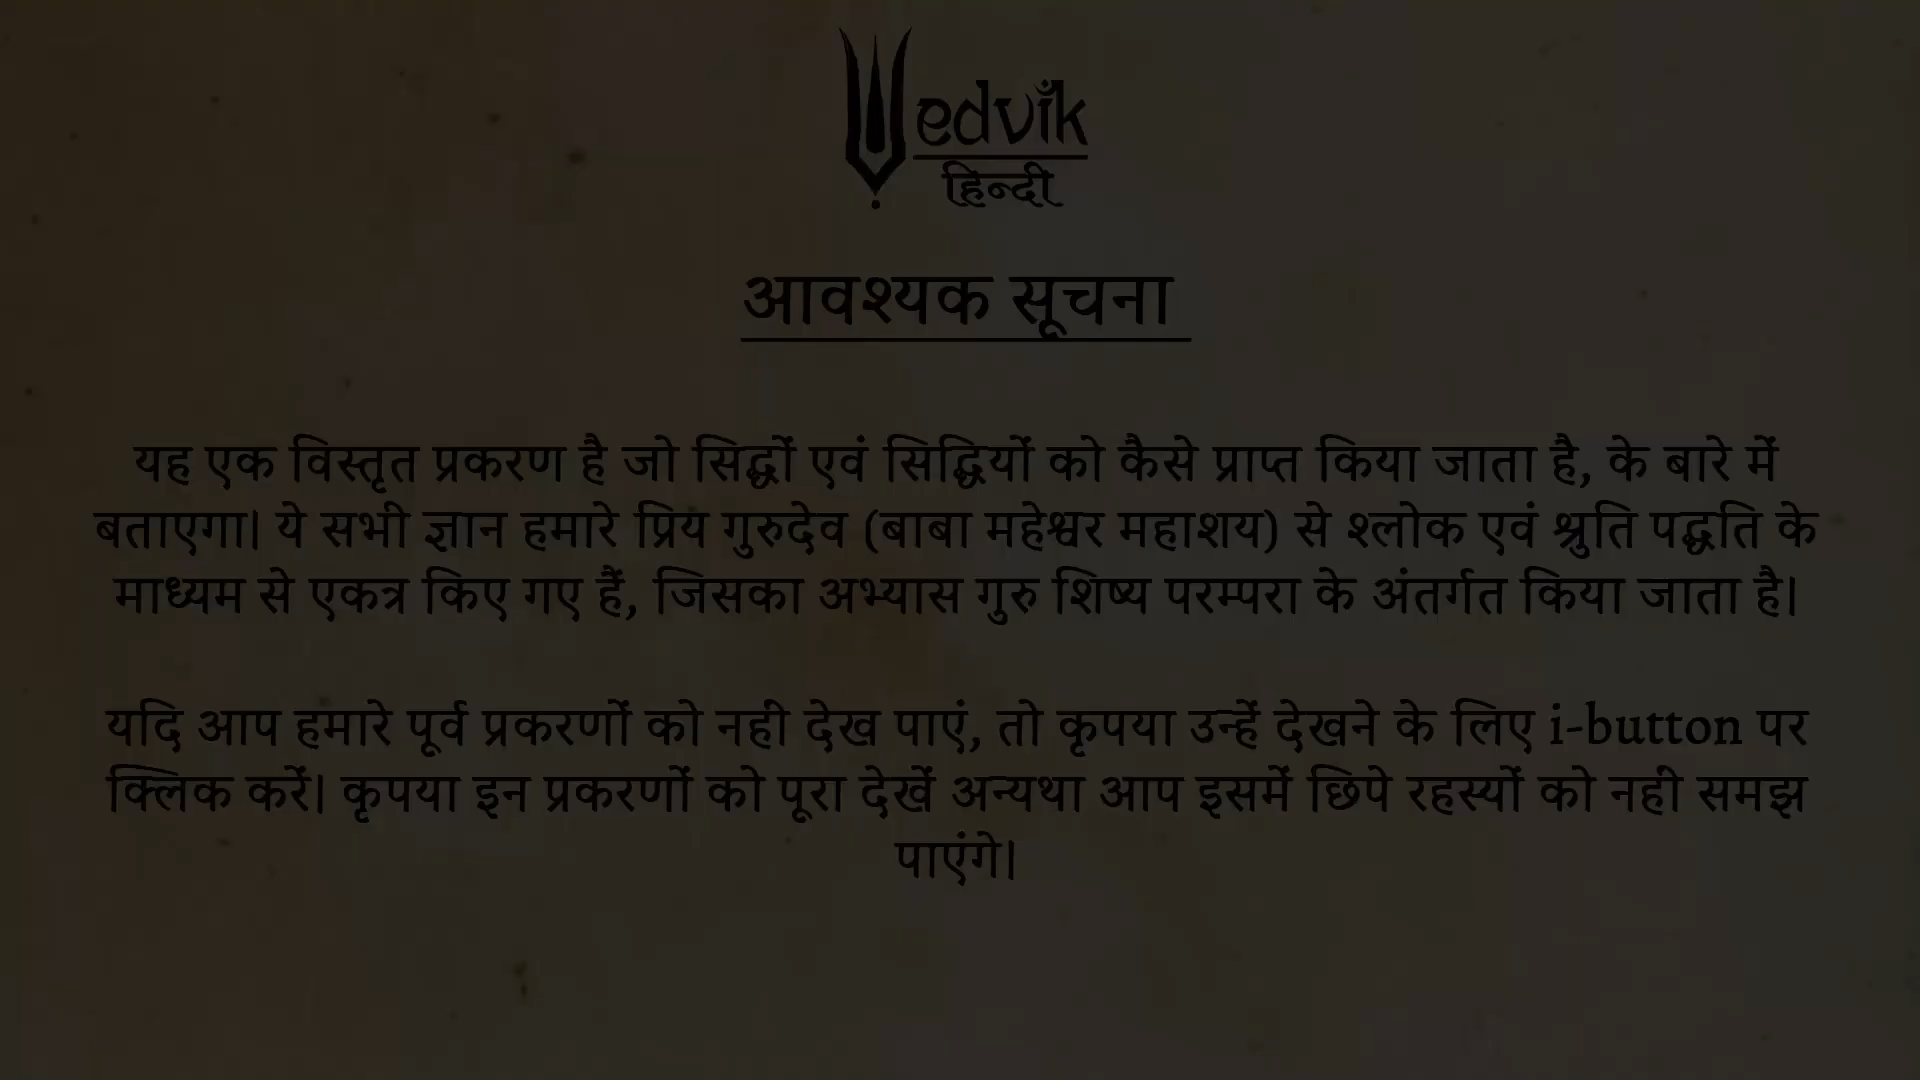 Vedvik
हिन्दी
आवश्यक सूचना
यह एक विस्तृत प्रकरण है जो सिद्धों एवं सिद्धियों को कैसे प्राप्त किया जाता है, के बारे में
बताएगा| ये सभी ज्ञान हमारे प्रिय गुरुदेव (बाबा महेश्वर महाशय) से श्लोक एवं श्रुति पद्धति के
माध्यम से एकत्र किए गए हैं, जिसका अभ्यास गुरु शिष्य परम्परा के अंतर्गत किया जाता है|
यदि आप हमारे पूर्व प्रकरणों को नही देख पाएं, तो कृपया उन्हें देखने के लिए i-button पर
क्लिक करें| कृपया इन प्रकरणों को पूरा देखें अन्यथा आप इसमें छिपे रहस्यों को नही समझ
पाएंगे|